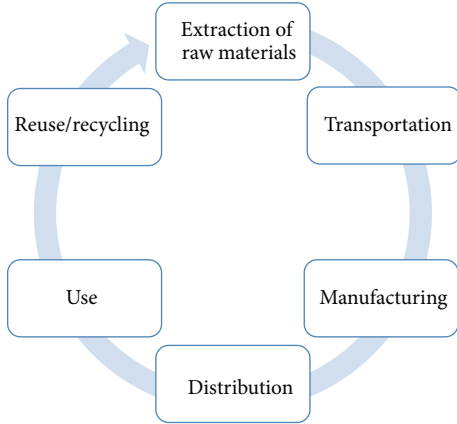 Extraction of
raw materials
Transportation
Manufacturing
Distribution
Use
Reuse/recycling